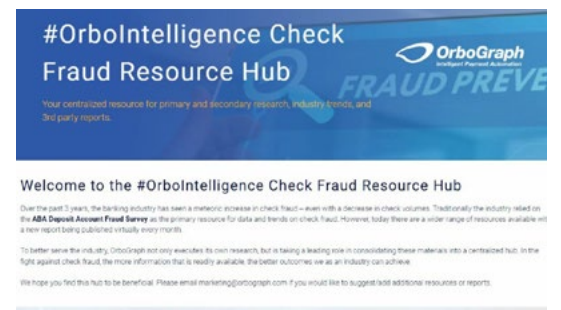 #OrboIntelligence Check
Fraud Resource Hub
OrboGraph
Intelligent Payment Automation
FRAUD PREVE
Your centralized resource for primary and secondary research, industry trends, and
3rd party reports.
Welcome to the #OrboIntelligence Check Fraud Resource Hub
Over the past 3 years, the banking industry has seen a meteoric increase in check fraud – even with a decrease in check volumes. Traditionally the industry relied on
the ABA Deposit Account Fraud Survey as the primary resource for data and trends on check fraud. However, today there are a wider range of resources available wit
a new report being published virtually every month.
To better serve the industry, OrboGraph not only executes its own research, but is taking a leading role in consolidating these materials into a centralized hub. In the
fight against check fraud, the more information that is readily available, the better outcomes we as an industry can achieve.
We hope you find this hub to be beneficial. Please email marketing@orbograph.com if you would like to suggest/add additional resources or reports.